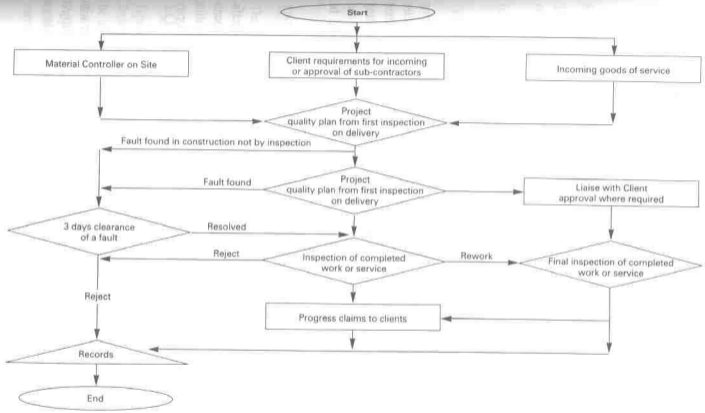 Start
Material Controller on Site
Client requirements for incoming
or approval of sub-contractors
Incoming goods of service
Project
quality plan from first inspection
on delivery
Fault found in construction not by inspection
Fault found
Project
quality plan from first inspection
on delivery
Liaise with Client
approval where required
3 days clearance
of a fault
Resolved
Reject
Inspection of completed
work or service
Rework
Final inspection of completed
work or service
Reject
Progress claims to clients
Records
End